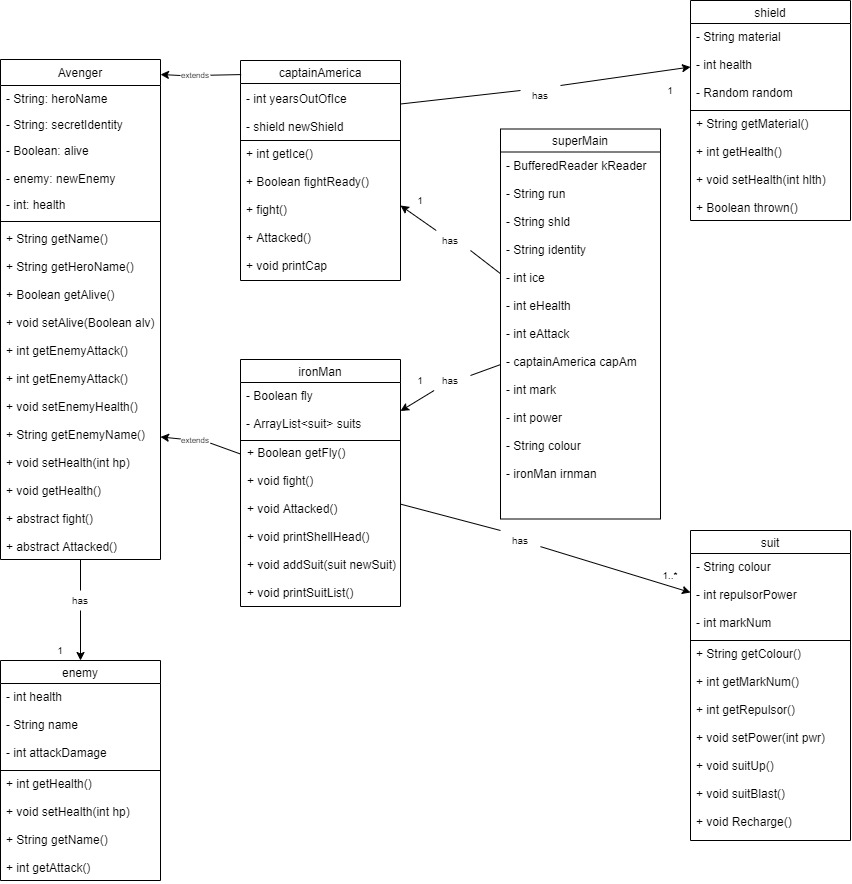 Avenger
- String: heroName
- String: secretIdentity
- Boolean: alive
- enemy: newEnemy
- int: health
+ String getName()
+ String getHeroName()
+ Boolean getAlive()
+ void setAlive(Boolean alv)
+ int getEnemyAttack()
+ int getEnemyAttack()
+ void setEnemyHealth()
+ String getEnemyName()
+ void setHealth(int hp)
+ void getHealth()
+ abstract fight()
+ abstract Attacked()
extends
captainAmerica
- int yearsOutOfIce
- shield newShield
+ int getIce()
+ Boolean fightReady()
+ fight()
+ Attacked()
+ void printCap
has
1
shield
- String material
- int health
- Random random
+ String getMaterial()
+ int getHealth()
+ void setHealth(int hlth)
+ Boolean thrown()
superMain
- BufferedReader kReader
- String run
- String shld
- String identity
- int ice
- int eHealth
- int eAttack
- captainAmerica capAm
- int mark
- int power
- String colour
- ironMan irnman
1
has
1
has
extends
ironMan
- Boolean fly
- ArrayList<suit> suits
+ Boolean getFly()
+ void fight()
+ void Attacked()
+ void printShellHead()
+ void addSuit(suit newSuit)
+ void printSuitList()
has
1..*
suit
- String colour
- int repulsorPower
- int markNum
+ String getColour()
+ int getMarkNum()
+ int getRepulsor()
+ void setPower(int pwr)
+ void suitUp()
+ void suitBlast()
+ void Recharge()
has
1
enemy
- int health
- String name
- int attackDamage
+ int getHealth()
+ void setHealth(int hp)
+ String getName()
+ int getAttack()